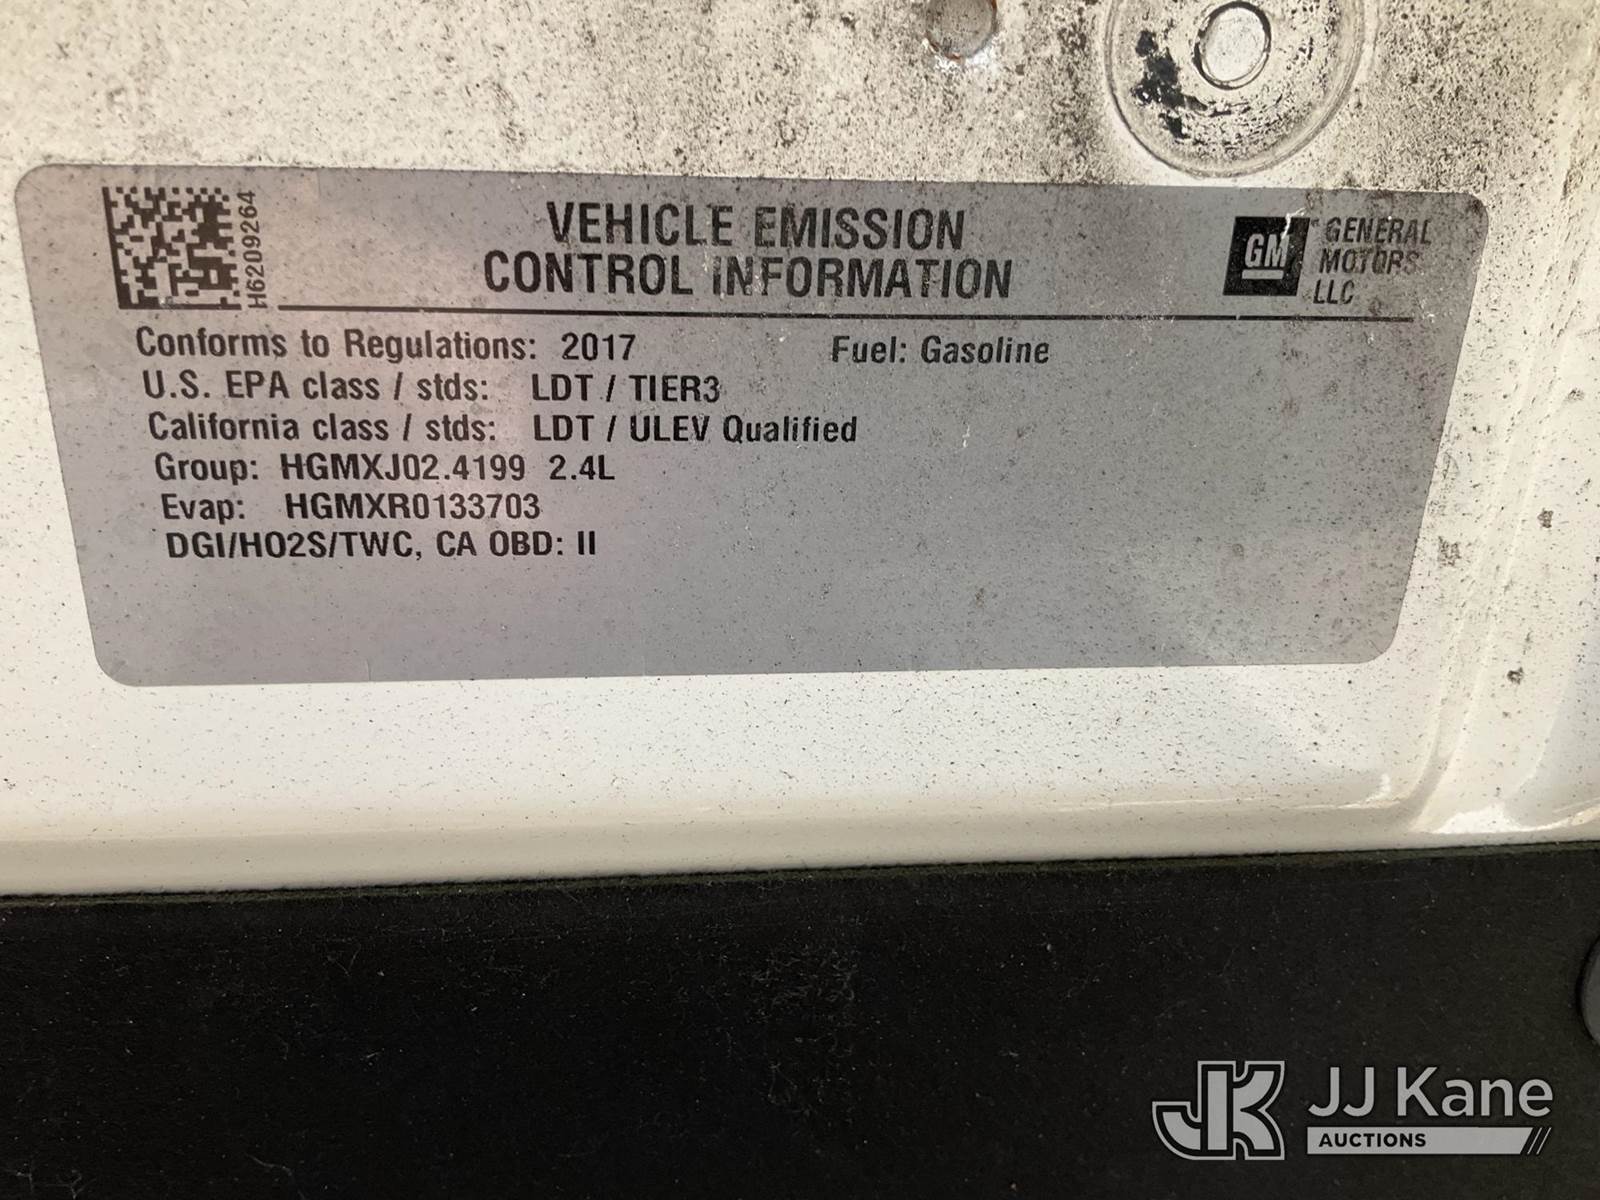 H6209264
VEHICLE EMISSION
CONTROL INFORMATION
GM
GENERAL
MOTORS
LLC
Conforms to Regulations: 2017 Fuel: Gasoline
U.S. EPA class / stds: LDT / TIER3
California class / stds: LDT / ULEV Qualified
Group: HGMXJ02.4199 2.4L
Evap: HGMXR0133703
DGI/HO2S/TWC, CA OBD: II
JK
JJ Kane
AUCTIONS